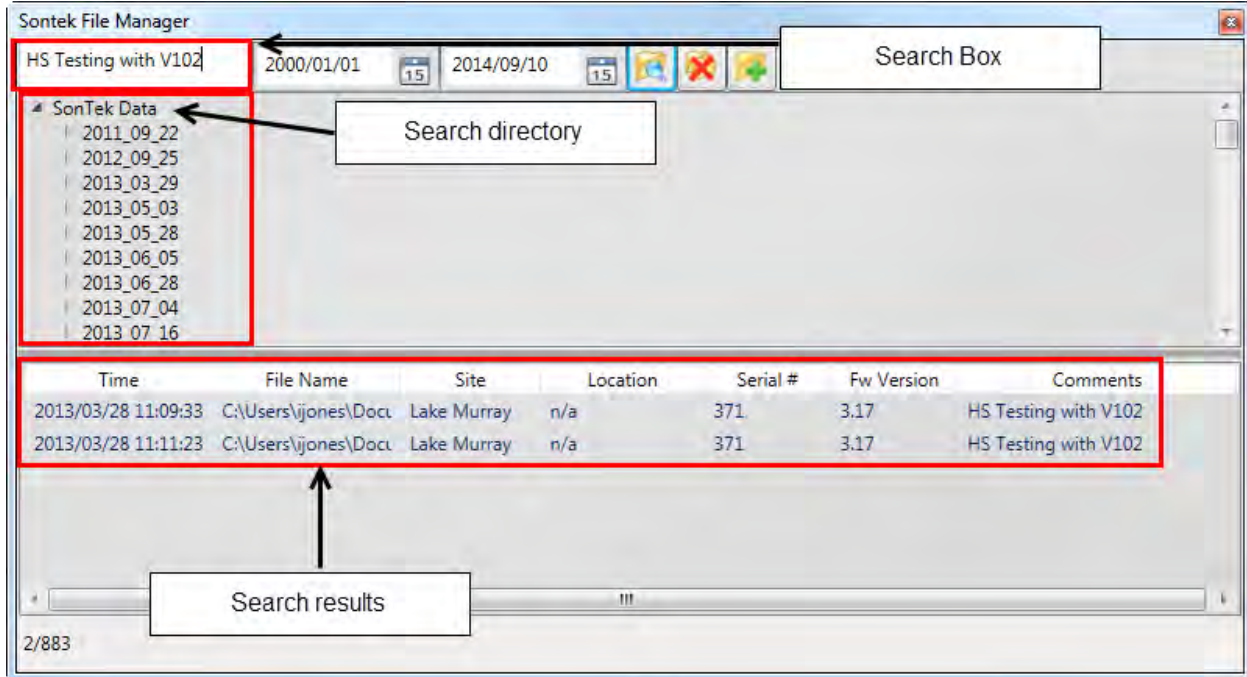 Sontek File Manager
HS Testing with V102 2000/01/01 15 2014/09/10 15 Search Box
SonTek Data
Search directory
2011_09_22
2012_09_25
2013_03_29
2013_05_03
2013_05_28
2013_06_05
2013_06_28
2013_07_04
2013_07_16
Time File Name Site Location Serial # Fw Version Comments
2013/03/28 11:09:33 C:\Users\ijones\Docu Lake Murray n/a 371 3.17 HS Testing with V102
2013/03/28 11:11:23 C:\Users\ijones\Docu Lake Murray n/a 371 3.17 HS Testing with V102
Search results
2/883